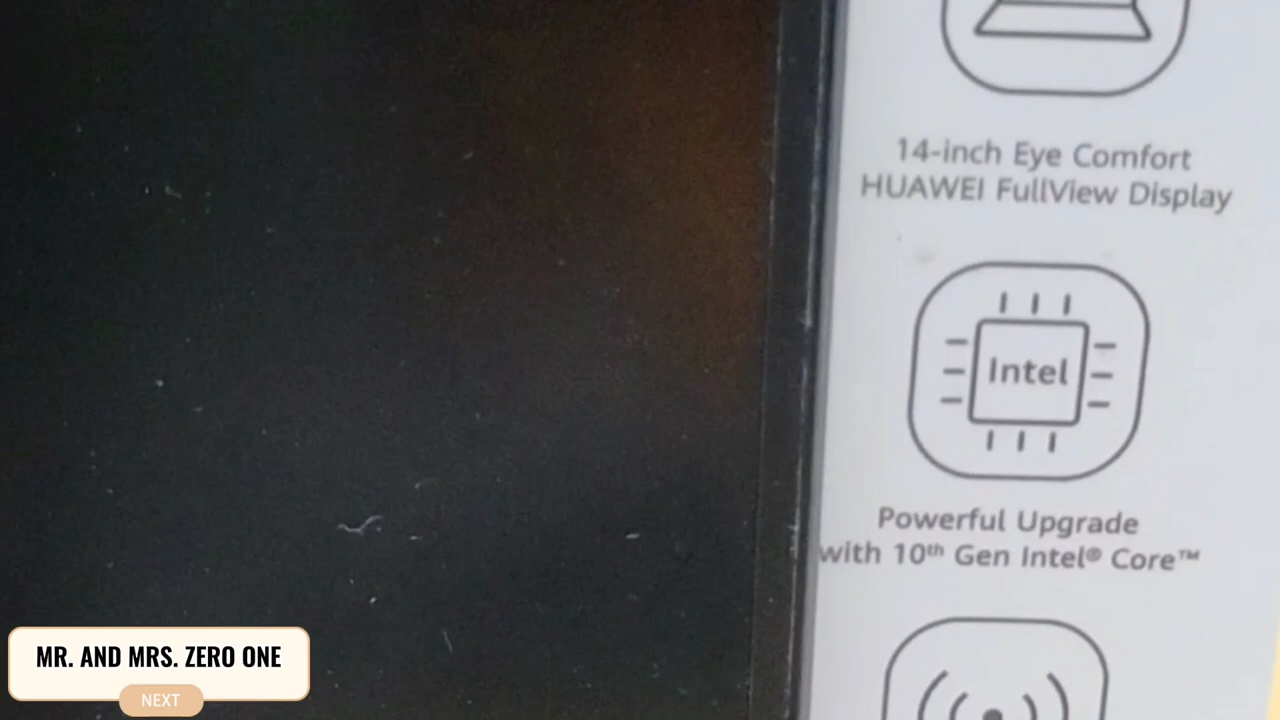 14-inch Eye Comfort
HUAWEI FullView Display
Intel
Powerful Upgrade
with 10th Gen Intel® Core™
MR. AND MRS. ZERO ONE
NEXT